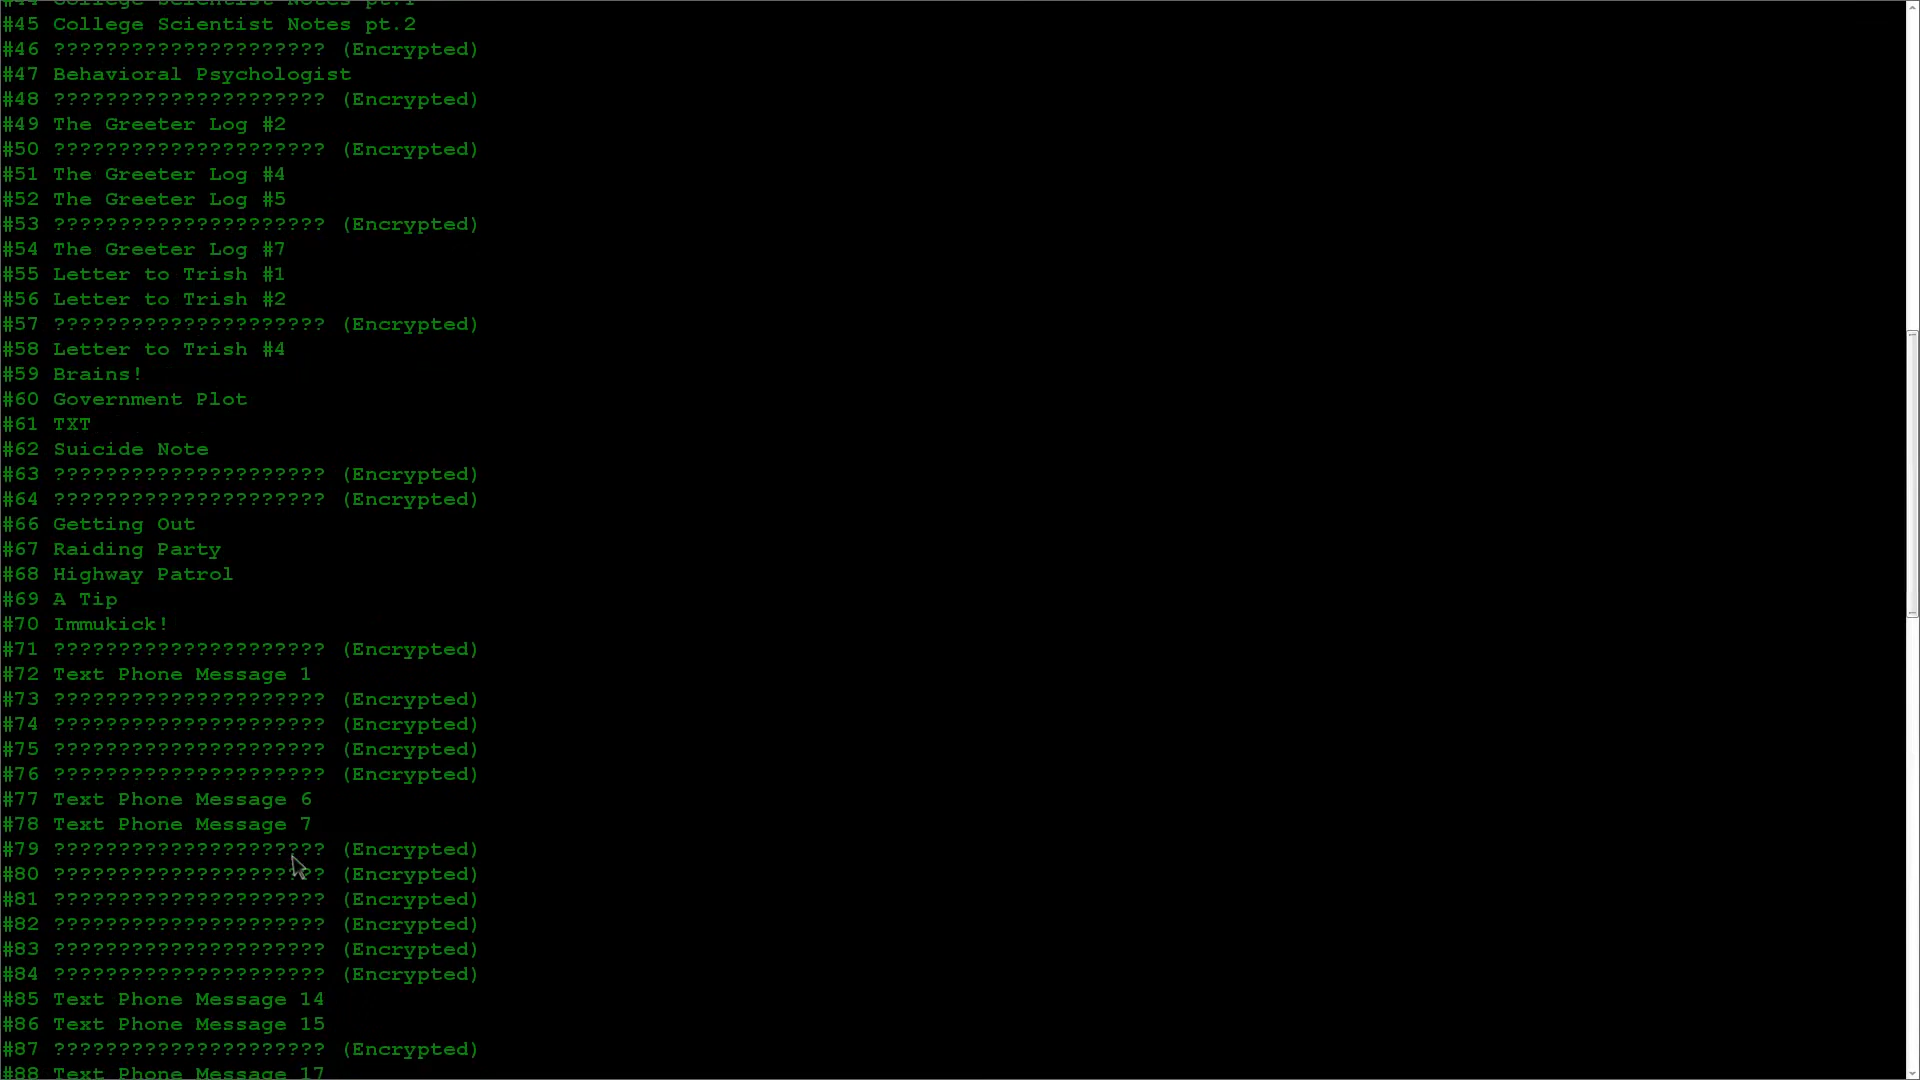 #44 College Scientist Notes pt.1
#45 College Scientist Notes pt.2
#46 ????????????????????? (Encrypted)
#47 Behavioral Psychologist
#48 ????????????????????? (Encrypted)
#49 The Greeter Log #2
#50 ????????????????????? (Encrypted)
#51 The Greeter Log #4
#52 The Greeter Log #5
#53 ????????????????????? (Encrypted)
#54 The Greeter Log #7
#55 Letter to Trish #1
#56 Letter to Trish #2
#57 ????????????????????? (Encrypted)
#58 Letter to Trish #4
#59 Brains!
#60 Government Plot
#61 TXT
#62 Suicide Note
#63 ????????????????????? (Encrypted)
#64 ????????????????????? (Encrypted)
#66 Getting Out
#67 Raiding Party
#68 Highway Patrol
#69 A Tip
#70 Immukick!
#71 ????????????????????? (Encrypted)
#72 Text Phone Message 1
#73 ????????????????????? (Encrypted)
#74 ????????????????????? (Encrypted)
#75 ????????????????????? (Encrypted)
#76 ????????????????????? (Encrypted)
#77 Text Phone Message 6
#78 Text Phone Message 7
#79 ????????????????????? (Encrypted)
#80 ????????????????????? (Encrypted)
#81 ????????????????????? (Encrypted)
#82 ????????????????????? (Encrypted)
#83 ????????????????????? (Encrypted)
#84 ????????????????????? (Encrypted)
#85 Text Phone Message 14
#86 Text Phone Message 15
#87 ????????????????????? (Encrypted)
#88 Text Phone Message 17